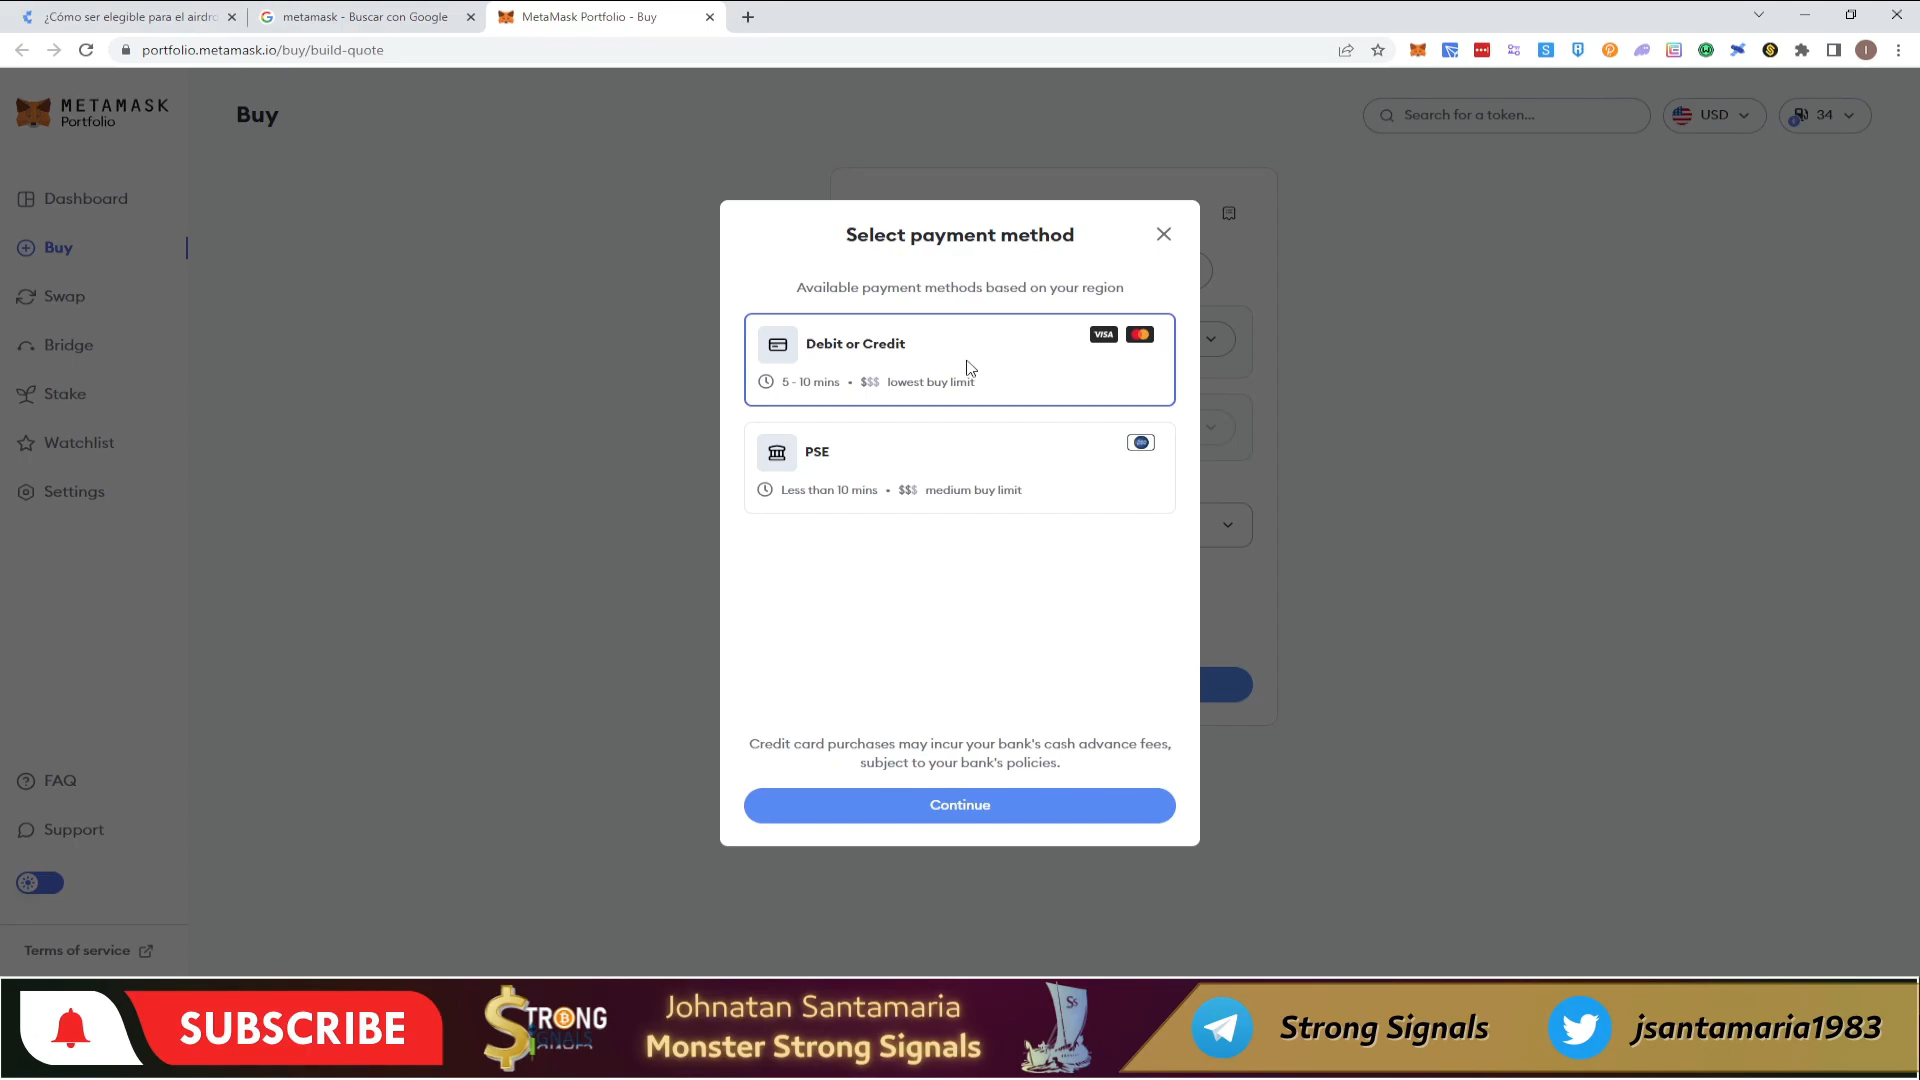 ¿Cómo ser elegible para el airdro
metamask - Buscar con Google
MetaMask Portfolio - Buy
portfolio.metamask.io/buy/build-quote
METAMASK
Portfolio
Buy
Search for a token...
USD
34
Dashboard
Buy
Swap
Bridge
Stake
Watchlist
Settings
FAQ
Support
Terms of service
Select payment method
Available payment methods based on your region
Debit or Credit
VISA
5 - 10 mins • $$$ lowest buy limit
PSE
Less than 10 mins • $$$ medium buy limit
Credit card purchases may incur your bank's cash advance fees,
subject to your bank's policies.
Continue
SUBSCRIBE
STRONG
SIGNALS
Johnatan Santamaria
Monster Strong Signals
Ss
Strong Signals
jsantamaria1983